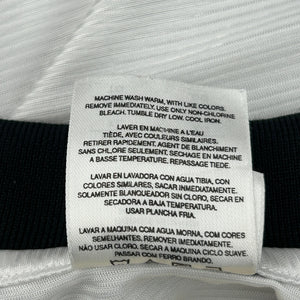 MACHINE WASH WARM, WITH LIKE COLORS.
REMOVE IMMEDIATELY. USE ONLY NON-CHLORINE
BLEACH. TUMBLE DRY LOW. COOL IRON.
LAVER EN MACHINE A L'EAU
TIÈDE, AVEC COULEURS SIMILAIRES.
RETIRER RAPIDEMENT. AGENT DE BLANCHIMENT
SANS CHLORE SEULEMENT. SECHAGE EN MACHINE
A BASSE TEMPERATURE. REPASSAGE TIEDE.
LAVAR EN LAVADORA CON AGUA TIBIA, CON
COLORES SIMILARES, SACAR INMEDIATAMENTE.
SOLAMENTE BLANQUEADOR SIN CLORO, SECAR EN
SECADORA A BAJA TEMPERATURA.
USAR PLANCHA FRIA.
LAVAR A MAQUINA COM AGUA MORNA, COM CORES
SEMELHANTES. REMOVER IMEDIATAMENTE.
USAR ALVEJANTE SEM CLORO. SECAR A MAQUINA CICLO SUAVE.
PASSAR COM FERRO BRANDO.